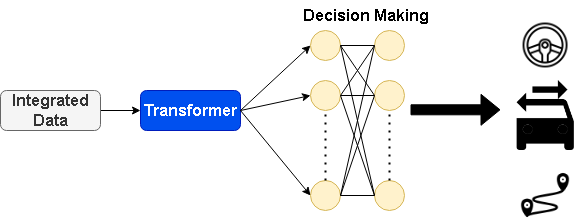 Decision Making
Integrated
Data
Transformer